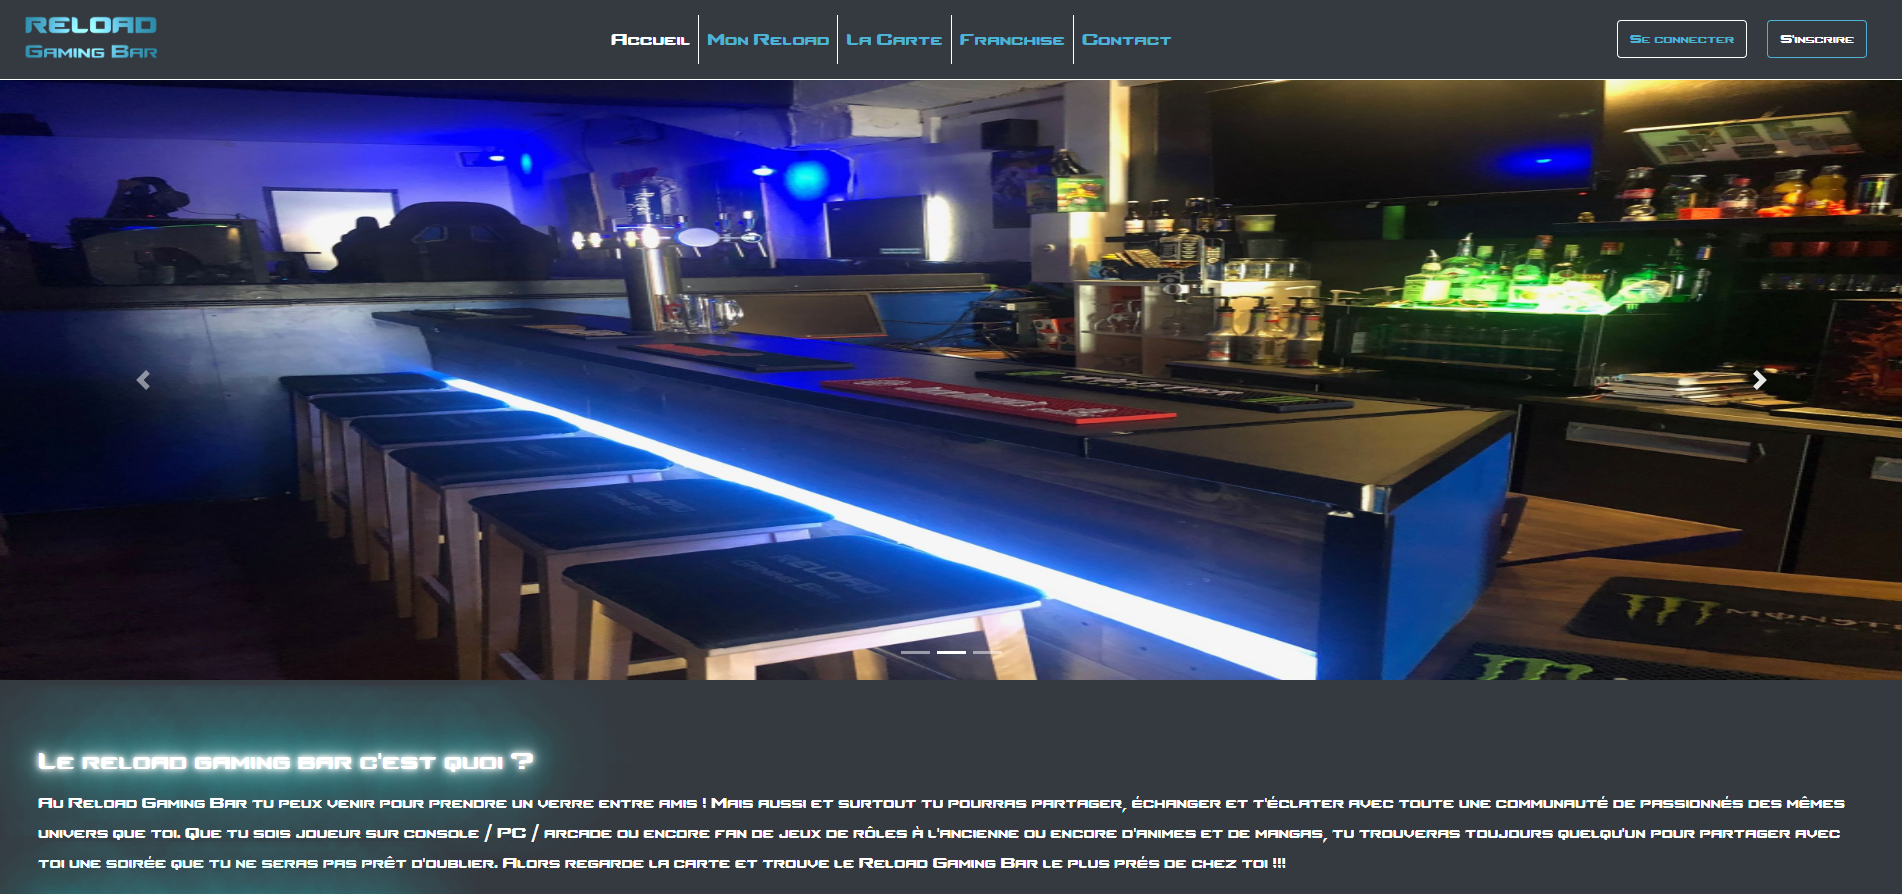 RELOAD
Gaming Bar
Accueil
Mon Reload
La Carte
Franchise
Contact
Se connecter
S'inscrire
RELOAD
Gaming Bar
RELOAD
Gaming Bar
Le reload gaming bar c'est quoi ?
Au Reload Gaming Bar tu peux venir pour prendre un verre entre amis ! Mais aussi et surtout tu pourras partager, échanger et t'éclater avec toute une communauté de passionnés des mêmes
univers que toi. Que tu sois joueur sur console / PC / arcade ou encore fan de jeux de rôles à l'ancienne ou encore d'animes et de mangas, tu trouveras toujours quelqu'un pour partager avec
toi une soirée que tu ne seras pas prêt d'oublier. Alors regarde la carte et trouve le Reload Gaming Bar le plus prés de chez toi !!!